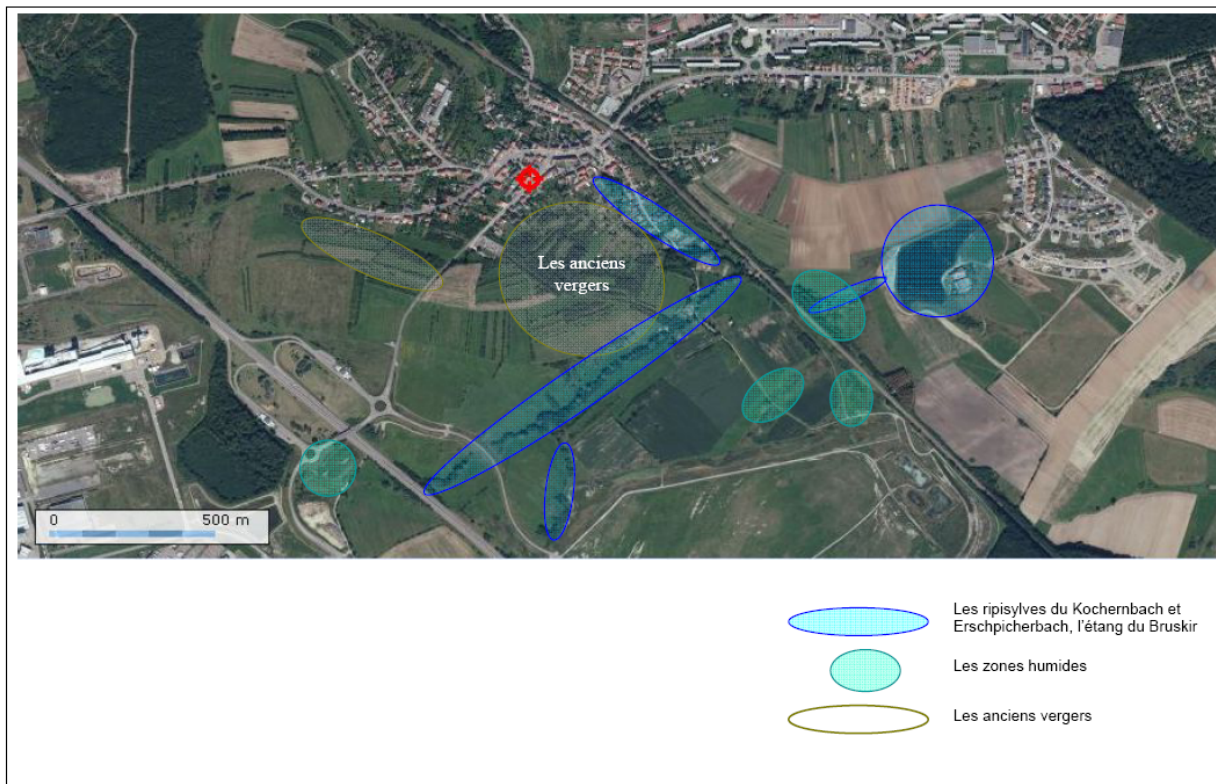 Les anciens
vergers
0 500 m
Les ripisylves du Kochernbach et
Erschpicherbach, l'étang du Bruskir
Les zones humides
Les anciens vergers